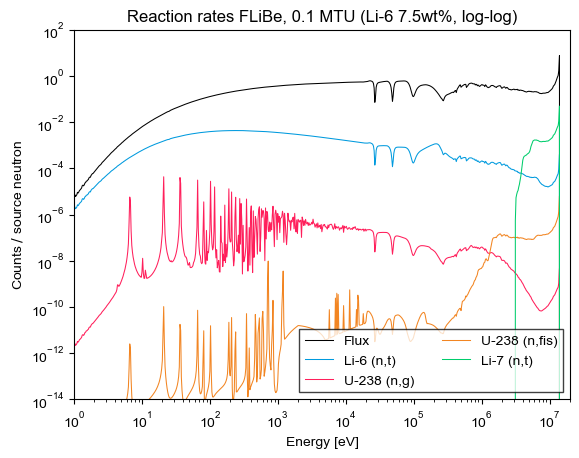 Reaction rates FLiBe, 0.1 MTU (Li-6 7.5wt%, log-log)
Counts / source neutron
10^2
10^0
10^-2
10^-4
10^-6
10^-8
10^-10
10^-12
10^-14
Flux
Li-6 (n,t)
U-238 (n,g)
U-238 (n,fis)
Li-7 (n,t)
10^0 10^1 10^2 10^3 10^4 10^5 10^6 10^7
Energy [eV]